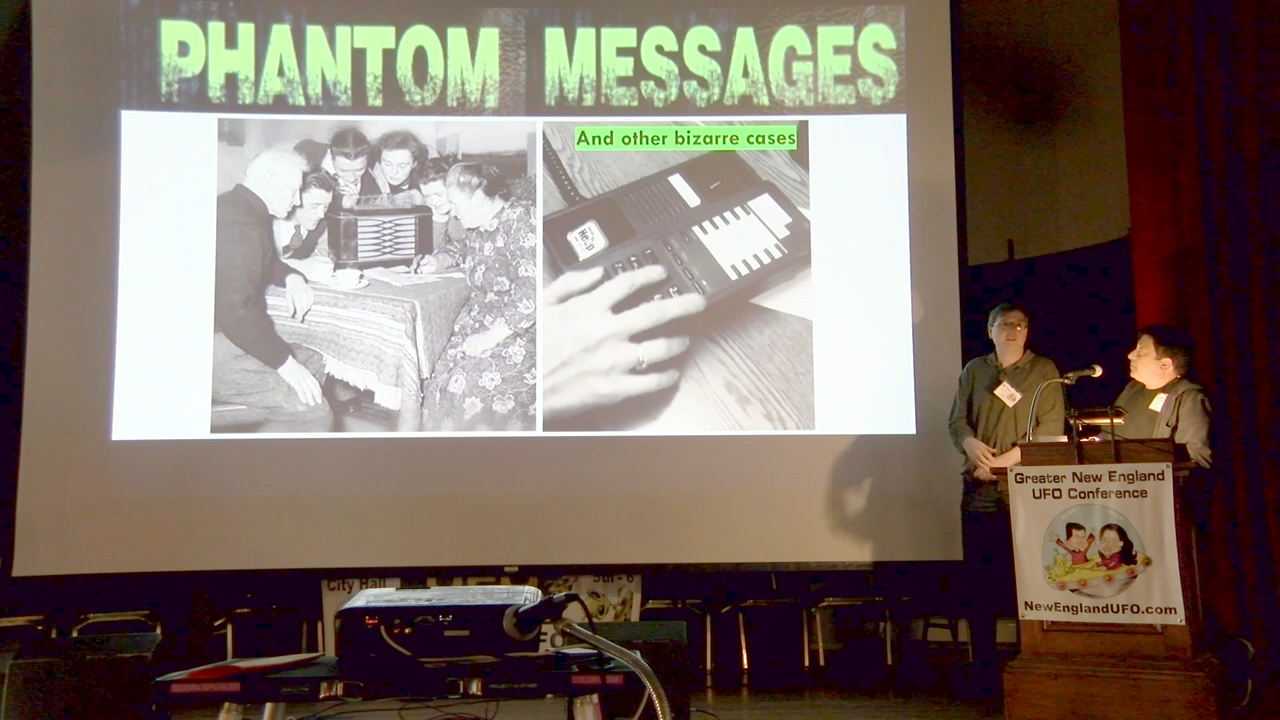 PHANTOM MESSAGES
And other bizarre cases
Greater New England
UFO Conference
NewEnglandUFO.com
City Hall